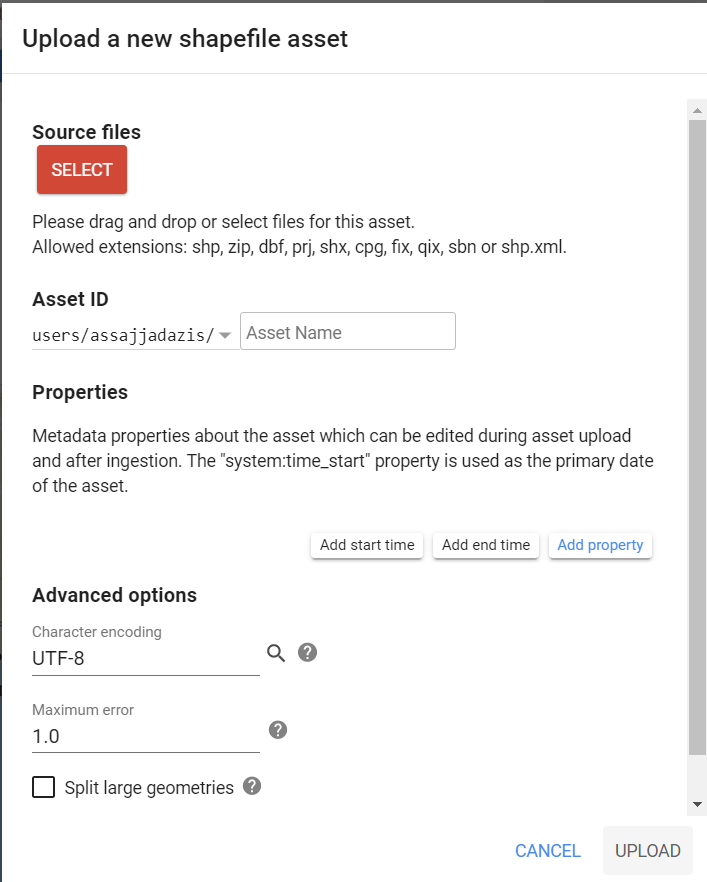 Upload a new shapefile asset
Source files
SELECT
Please drag and drop or select files for this asset.
Allowed extensions: shp, zip, dbf, prj, shx, cpg, fix, qix, sbn or shp.xml.
Asset ID
users/assajjadazis/ Asset Name
Properties
Metadata properties about the asset which can be edited during asset upload
and after ingestion. The "system:time_start" property is used as the primary date
of the asset.
Add start time Add end time Add property
Advanced options
Character encoding
UTF-8
Maximum error
1.0
Split large geometries
CANCEL UPLOAD